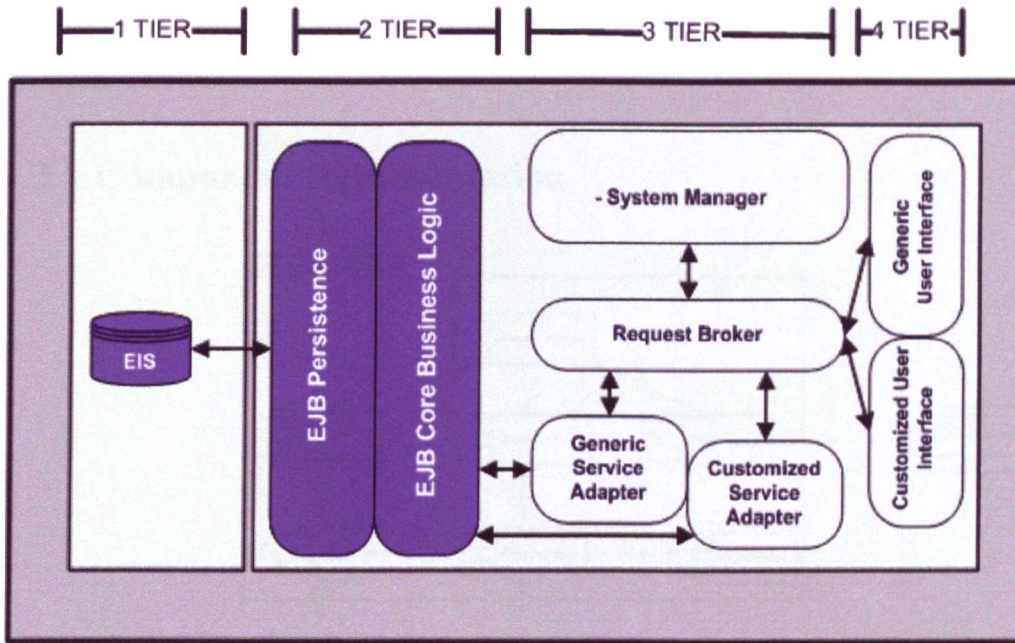 1 TIER
2 TIER
3 TIER
4 TIER
EIS
EJB Persistence
EJB Core Business Logic
- System Manager
Request Broker
Generic
Service
Adapter
Customized
Service
Adapter
Generic
User Interface
Customized User
Interface